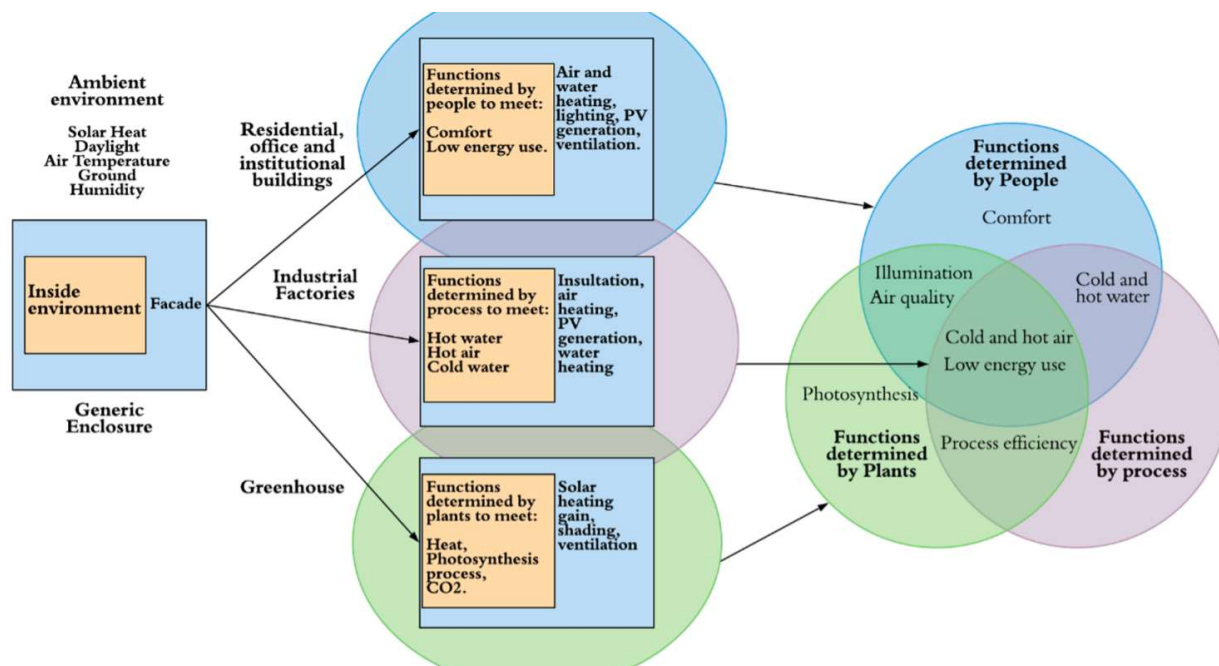 Ambient
environment
Solar Heat
Daylight
Air Temperature
Ground
Humidity
Inside
environment
Facade
Generic
Enclosure
Residential,
office and
institutional
buildings
Industrial
Factories
Greenhouse
Functions
determined by
people to meet:
Comfort
Low energy use.
Air and
water
heating,
lighting, PV
generation,
ventilation.
Functions
determined by
process to meet:
Hot water
Hot air
Cold water
Insultation,
air
heating,
PV
generation,
water
heating
Functions
determined by
plants to meet:
Heat,
Photosynthesis
process,
CO2.
Solar
heating
gain,
shading,
ventilation
Functions
determined
by People
Comfort
Illumination
Air quality
Cold and
hot water
Cold and hot air
Low energy use
Photosynthesis
Functions
determined
by Plants
Process efficiency
Functions
determined
by process